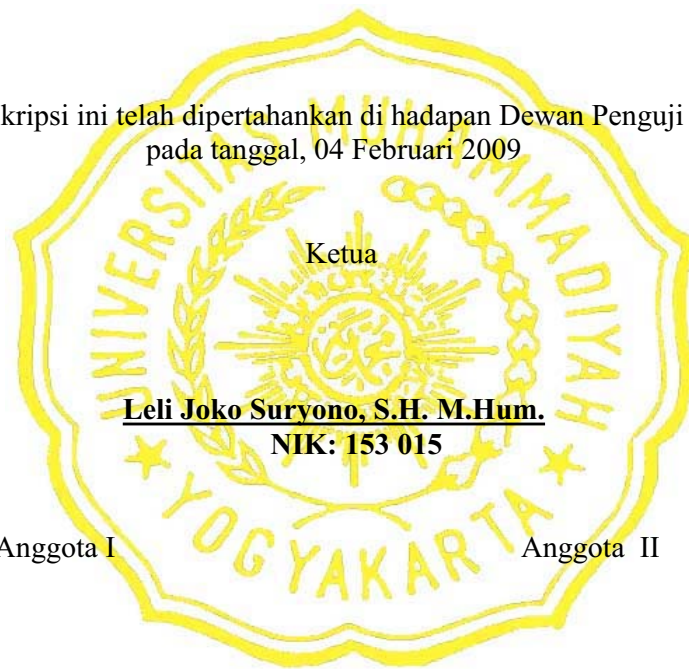 kripsi ini telah dipertahankan di hadapan Dewan Penguji
pada tanggal, 04 Februari 2009
UNIVERSITAS MUHAMMADIYAH
Ketua
Leli Joko Suryono, S.H. M.Hum.
NIK: 153 015
YOGYAKARTA
Anggota I Anggota II